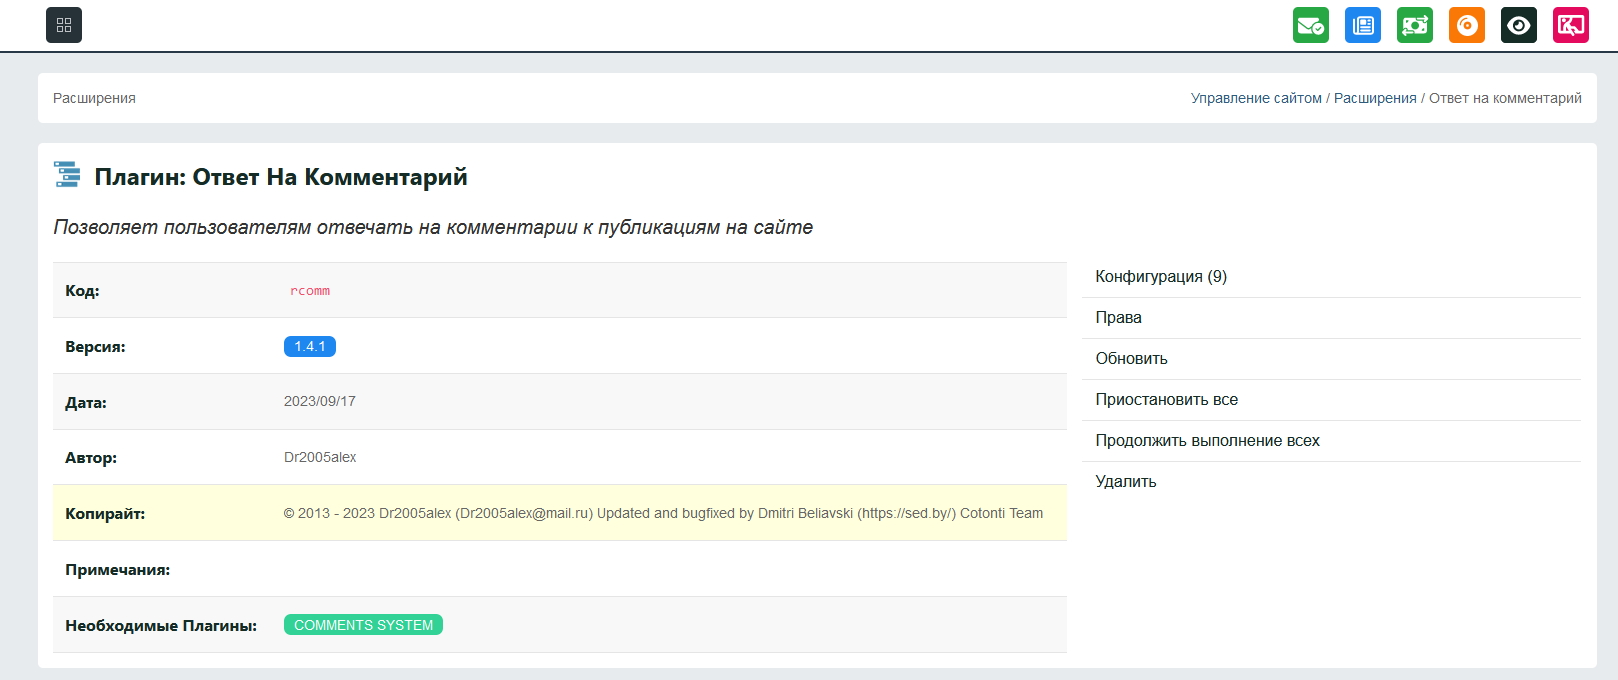 Расширения
Управление сайтом / Расширения / Ответ на комментарий
Плагин: Ответ На Комментарий
Позволяет пользователям отвечать на комментарии к публикациям на сайте
Код: rcomm
Версия: 1.4.1
Дата: 2023/09/17
Автор: Dr2005alex
Копирайт: © 2013 - 2023 Dr2005alex (Dr2005alex@mail.ru) Updated and bugfixed by Dmitri Beliavski (https://sed.by/) Cotonti Team
Примечания:
Необходимые Плагины: COMMENTS SYSTEM
Конфигурация (9)
Права
Обновить
Приостановить все
Продолжить выполнение всех
Удалить